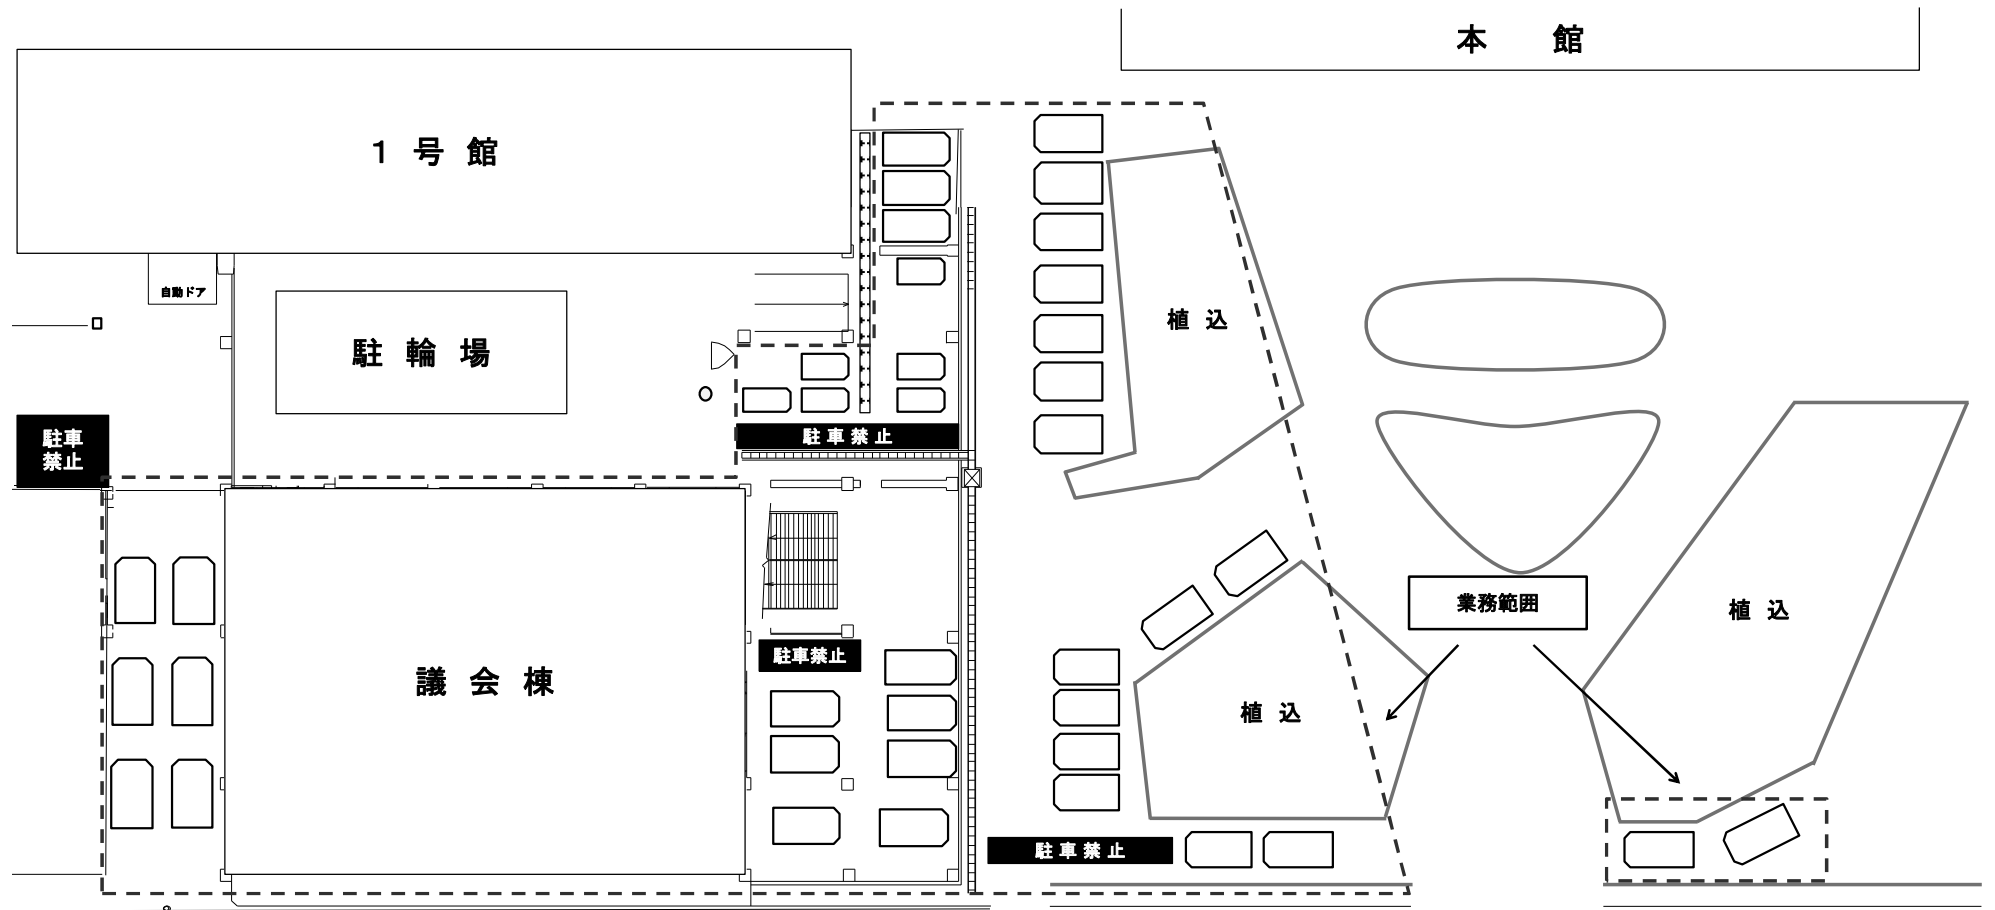 本 館
１ 号 館
自動ドア
植 込
駐 輪 場
駐車
禁止
駐 車 禁 止
業務範囲
植 込
駐車禁止
議 会 棟
植 込
駐 車 禁 止